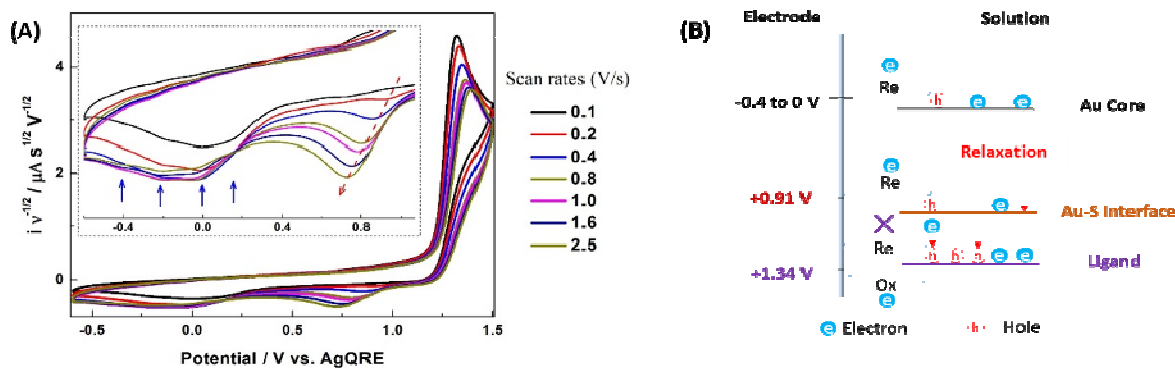 (A)
i v⁻¹/² / µA s¹/² V⁻¹/²
4
2
0
-0.4
0.0
0.4
0.8
Scan rates (V/s)
0.1
0.2
0.4
0.8
1.0
1.6
2.5
-0.5
0.0
0.5
1.0
1.5
Potential / V vs. AgQRE
(B)
Electrode
Solution
e
Re
-0.4 to 0 V
h
e
e
Au Core
Relaxation
e
Re
+0.91 V
h
e
Au-S Interface
e
Re
h
h
h
e
e
Ligand
+1.34 V
Ox
e
e Electron
h Hole